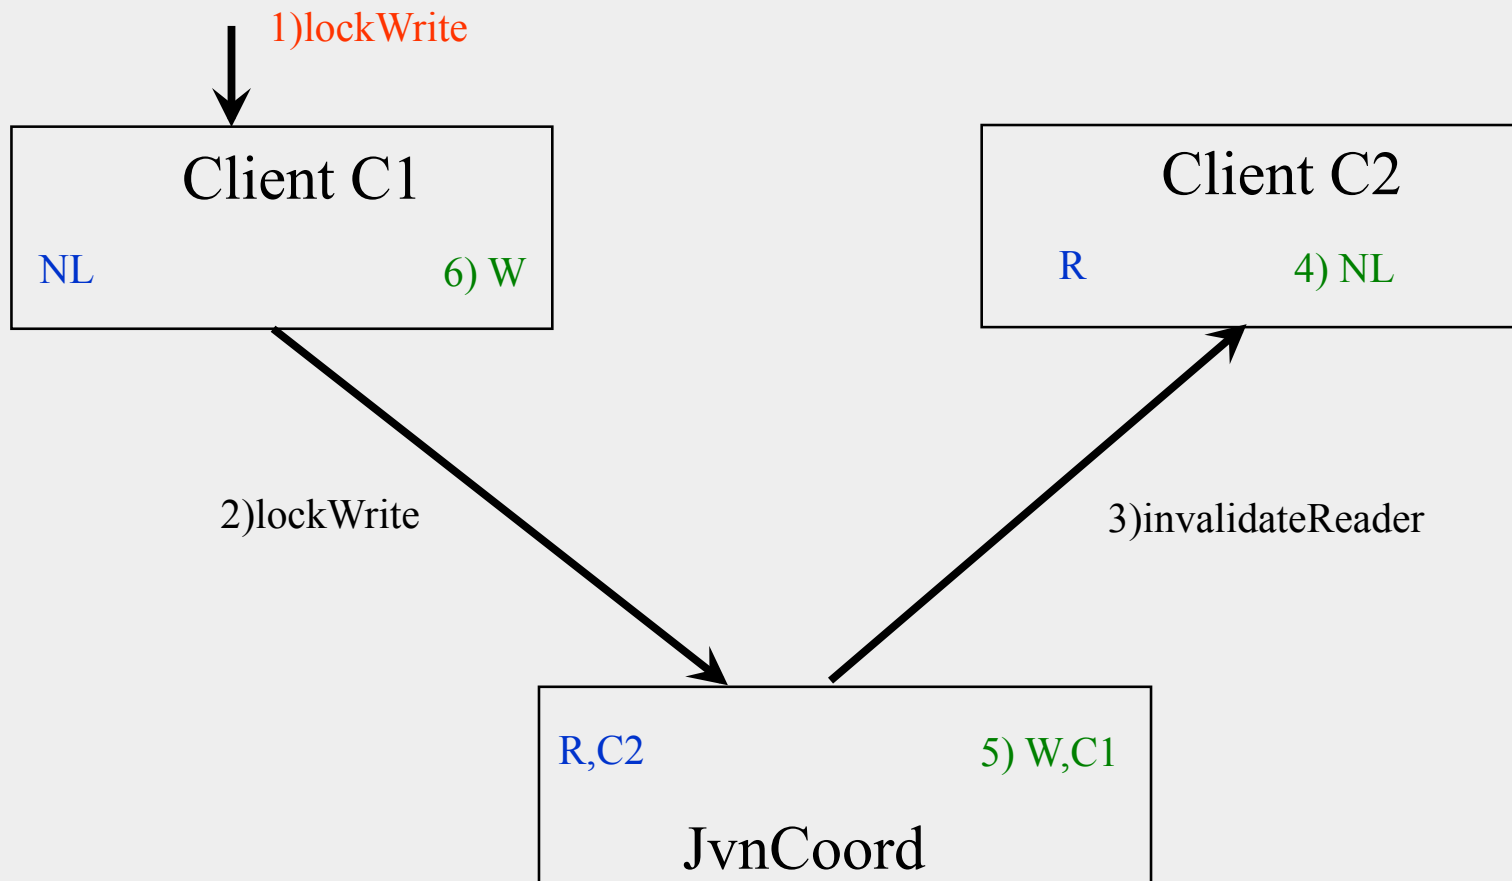 1)lockWrite
Client C1
NL
6) W
Client C2
R
4) NL
2)lockWrite
3)invalidateReader
R,C2
5) W,C1
JvnCoord